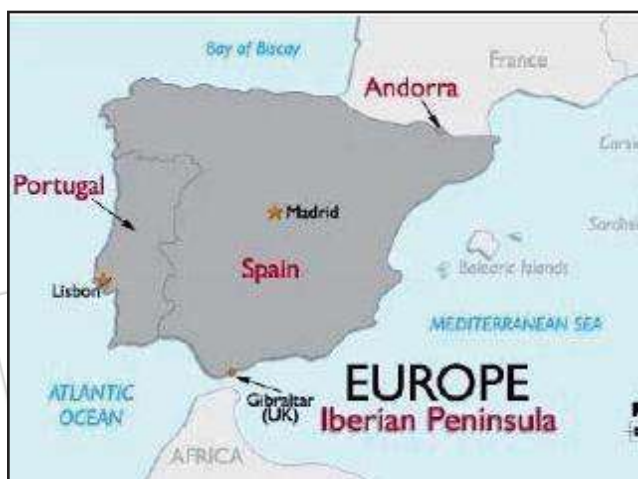 Bay of Biscay
France
Andorra
Portugal
Madrid
Lisbon
Spain
Balearic Islands
MEDITERRANEAN SEA
ATLANTIC
OCEAN
Gibraltar
(UK)
EUROPE
Iberian Peninsula
AFRICA